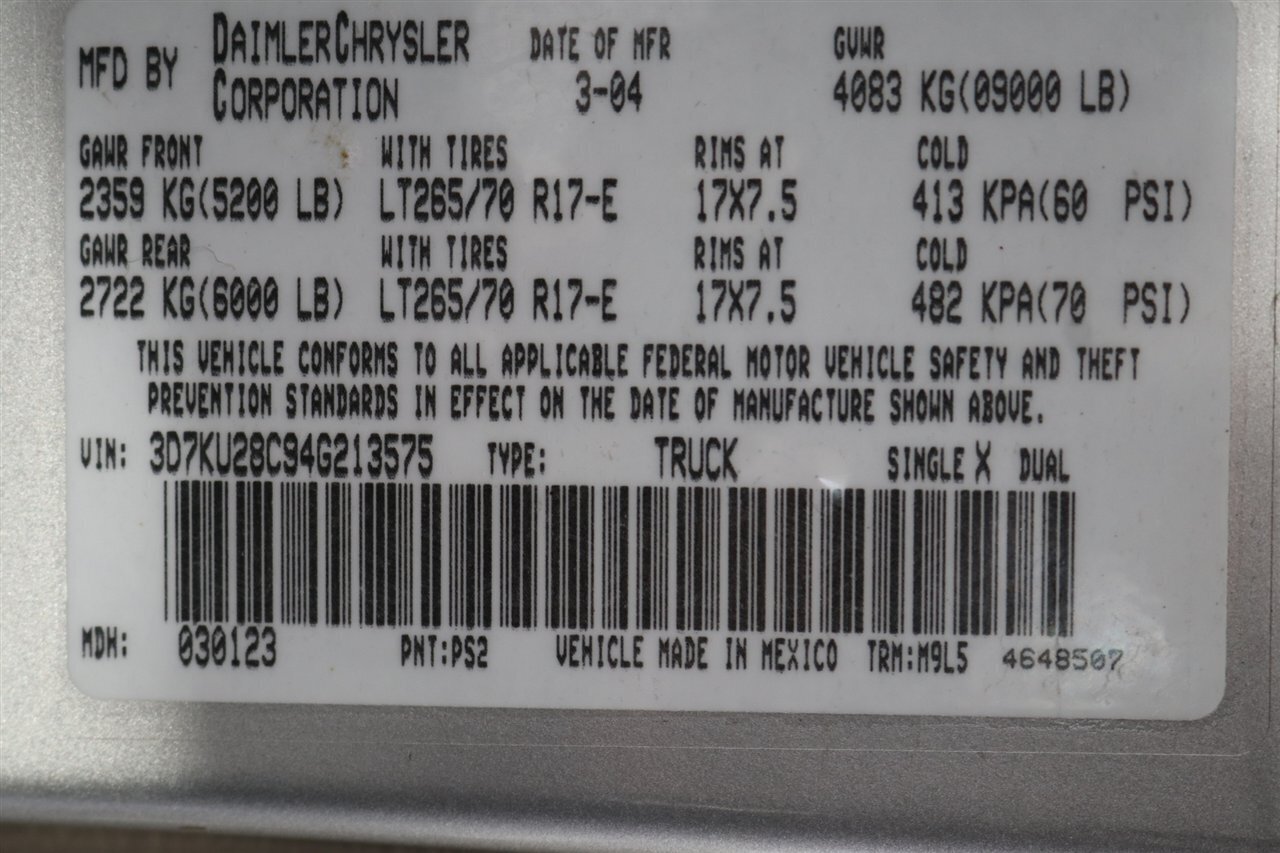 MFD BY DAIMLERCHRYSLER CORPORATION DATE OF MFR 3-04 GVWR 4083 KG(09000 LB)
GAWR FRONT WITH TIRES RIMS AT COLD
2359 KG(5200 LB) LT265/70 R17-E 17X7.5 413 KPA(60 PSI)
GAWR REAR WITH TIRES RIMS AT COLD
2722 KG(6000 LB) LT265/70 R17-E 17X7.5 482 KPA(70 PSI)
THIS VEHICLE CONFORMS TO ALL APPLICABLE FEDERAL MOTOR VEHICLE SAFETY AND THEFT
PREVENTION STANDARDS IN EFFECT ON THE DATE OF MANUFACTURE SHOWN ABOVE.
VIN: 3D7KU28C94G213575 TYPE: TRUCK SINGLE X DUAL
MDH: 030123 PNT:PS2 VEHICLE MADE IN MEXICO TRM:M9L5 4648507